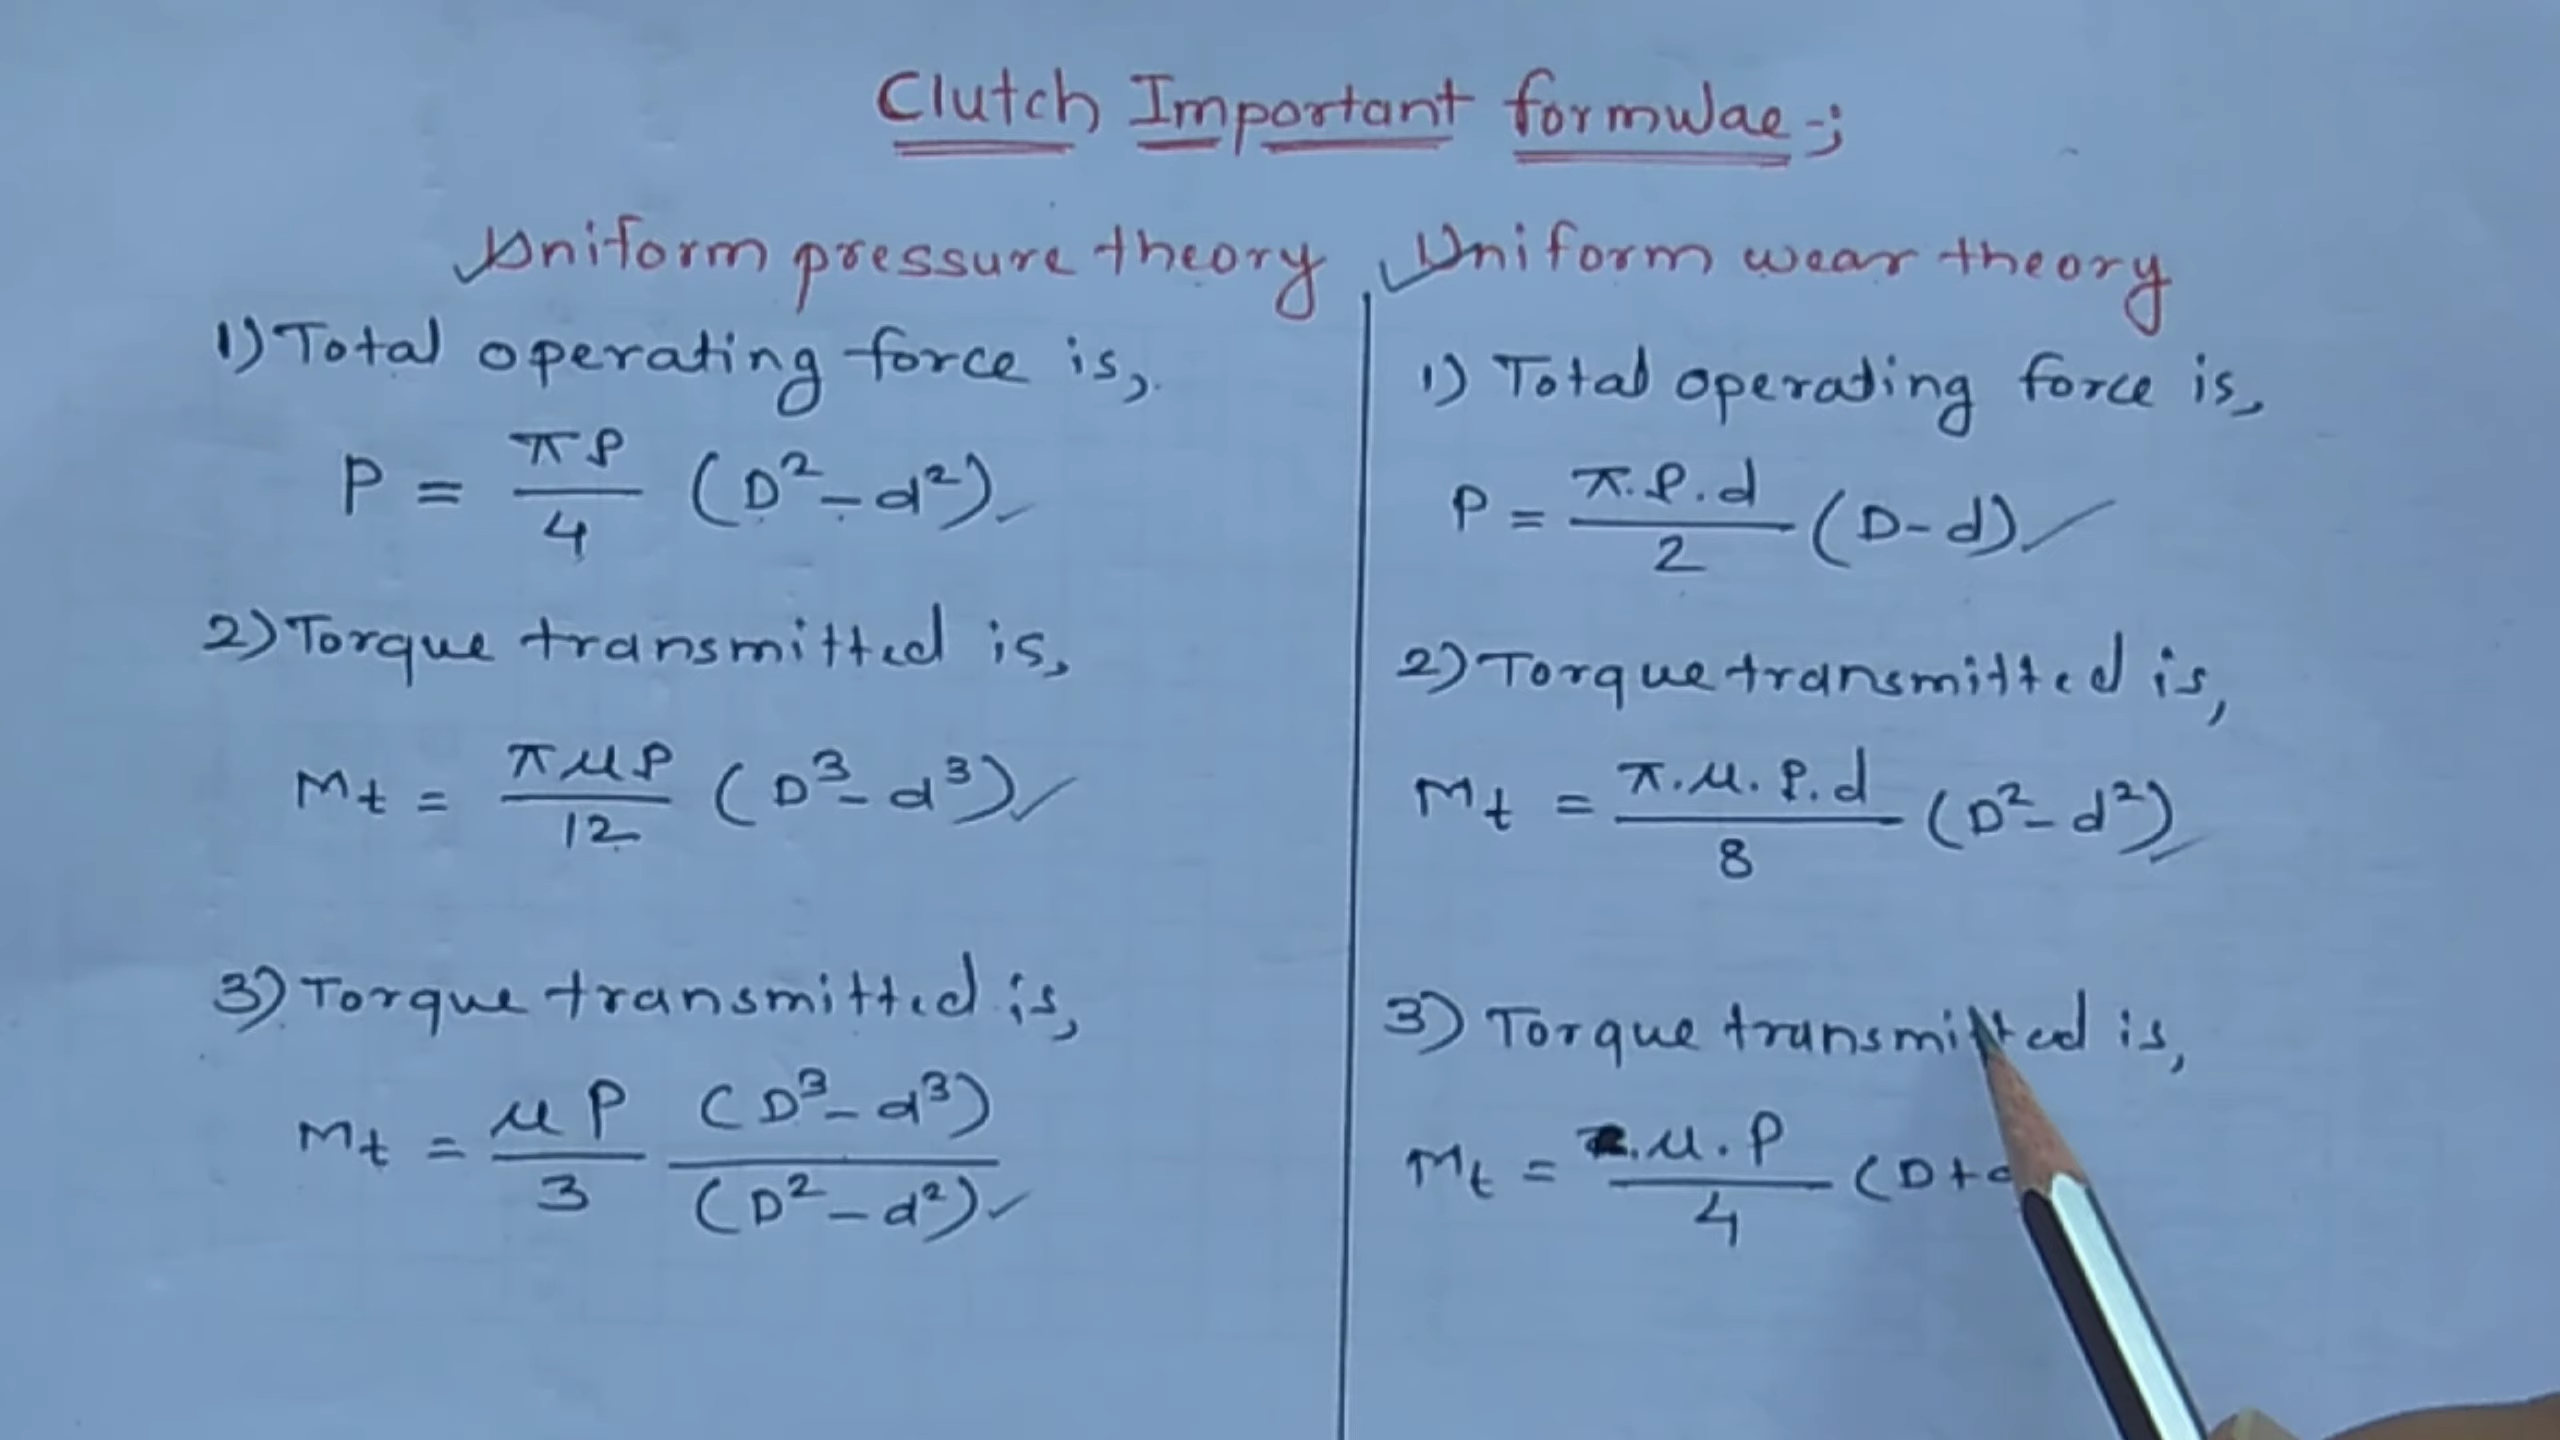 Clutch Important formulae-;
Uniform pressure theory
1) Total operating force is,
P = πp/4 (D²-d²)
2) Torque transmitted is,
Mt = πμp/12 (D³-d³)
3) Torque transmitted is,
Mt = μP/3 (D³-d³)/(D²-d²)
Uniform wear theory
1) Total operating force is,
P = π.p.d/2 (D-d)
2) Torque transmitted is,
Mt = π.μ.p.d/8 (D²-d²)
3) Torque transmitted is,
Mt = .μ.P/4 (D+